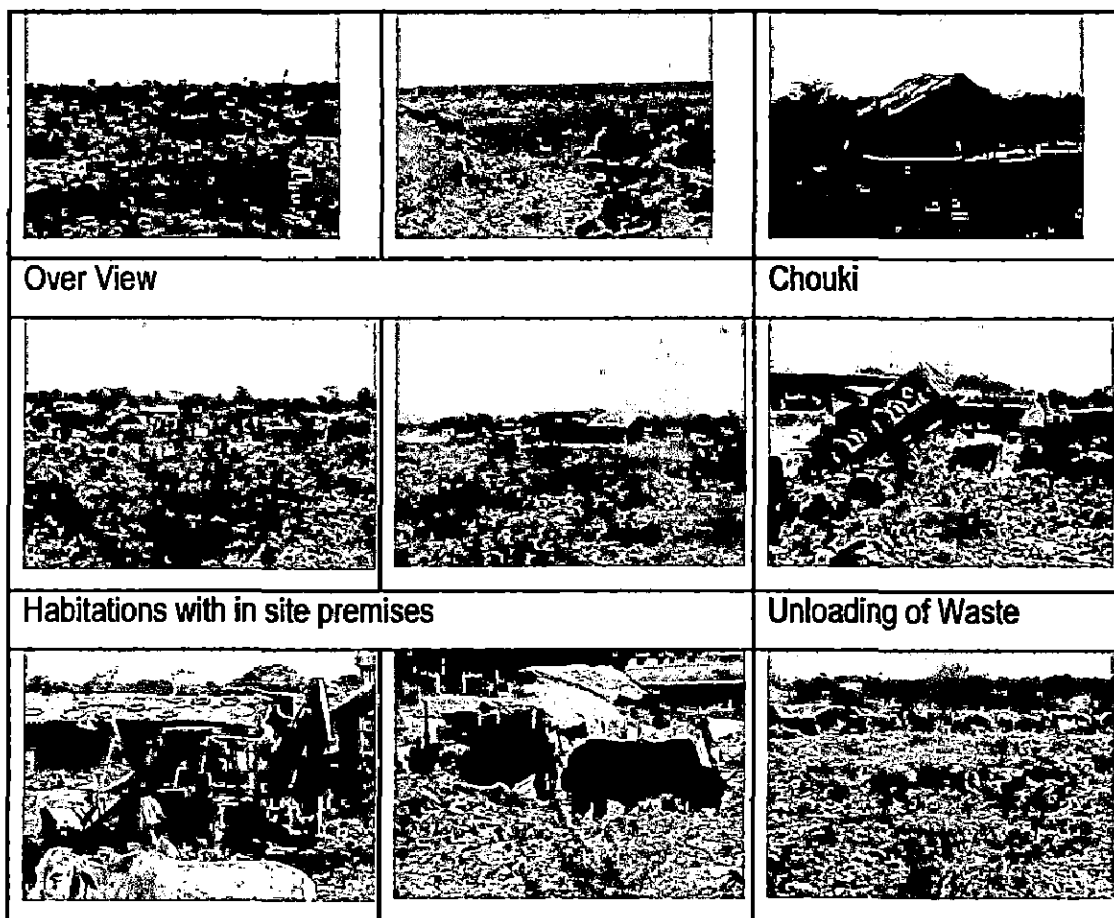 Over View
Chouki
Habitations with in site premises
Unloading of Waste